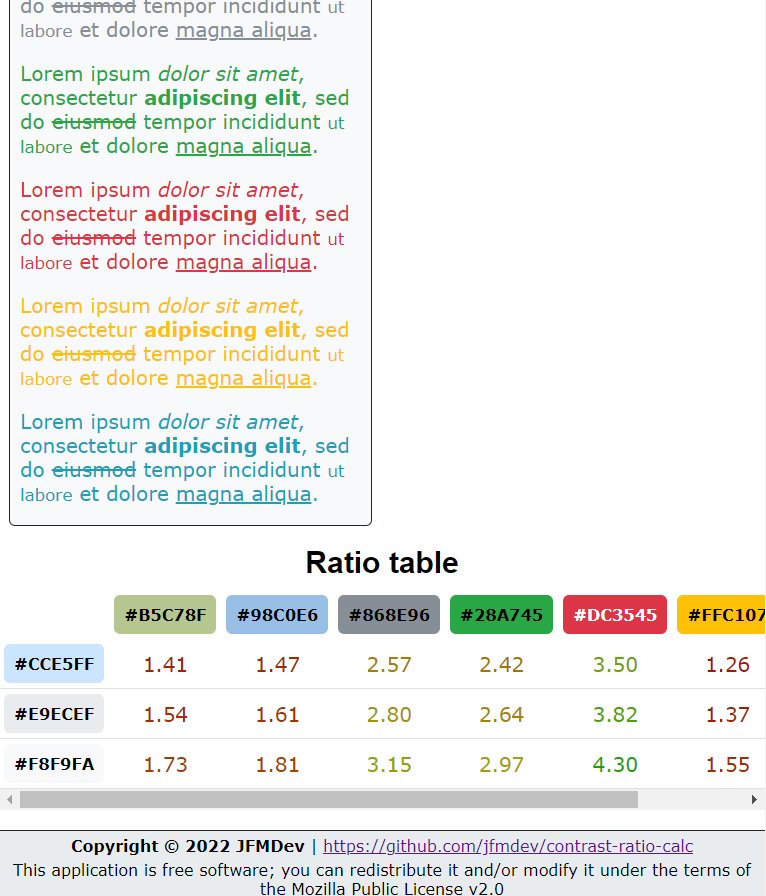 do eiusmod tempor incididunt ut
labore et dolore magna aliqua.
Lorem ipsum dolor sit amet,
consectetur adipiscing elit, sed
do eiusmod tempor incididunt ut
labore et dolore magna aliqua.
Lorem ipsum dolor sit amet,
consectetur adipiscing elit, sed
do eiusmod tempor incididunt ut
labore et dolore magna aliqua.
Lorem ipsum dolor sit amet,
consectetur adipiscing elit, sed
do eiusmod tempor incididunt ut
labore et dolore magna aliqua.
Lorem ipsum dolor sit amet,
consectetur adipiscing elit, sed
do eiusmod tempor incididunt ut
labore et dolore magna aliqua.
Ratio table
#B5C78F #98C0E6 #868E96 #28A745 #DC3545 #FFC107
#CCE5FF 1.41 1.47 2.57 2.42 3.50 1.26
#E9ECEF 1.54 1.61 2.80 2.64 3.82 1.37
#F8F9FA 1.73 1.81 3.15 2.97 4.30 1.55
Copyright © 2022 JFMDev | https://github.com/jfmdev/contrast-ratio-calc
This application is free software; you can redistribute it and/or modify it under the terms of
the Mozilla Public License v2.0